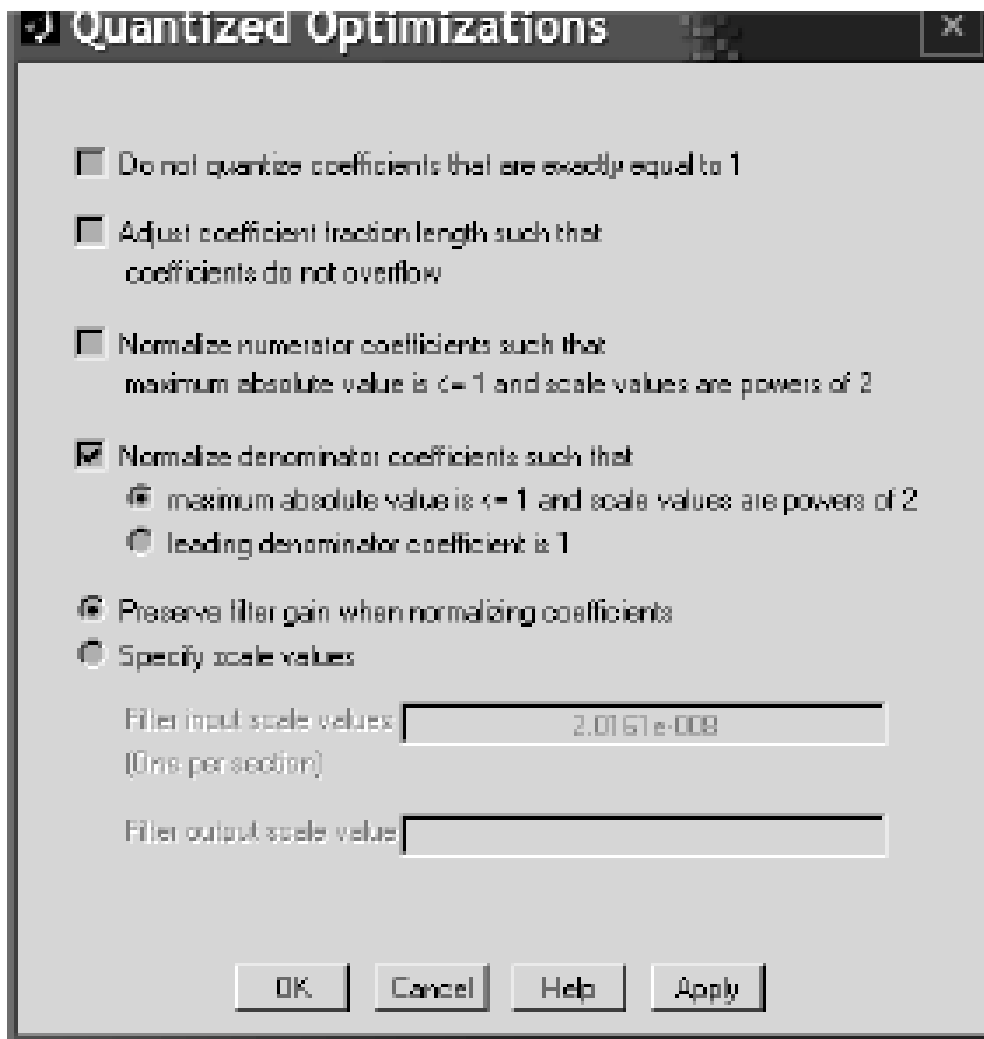 Quantized Optimizations
Do not quantize coefficients that are exactly equal to 1
Adjust coefficient fraction length such that
coefficients do not overflow
Normalize numerator coefficients such that
maximum absolute value is <= 1 and scale values are powers of 2
Normalize denominator coefficients such that
maximum absolute value is <= 1 and scale values are powers of 2
leading denominator coefficient is 1
Preserve filter gain when normalizing coefficients
Specify scale values
Filter input scale values: 2.0161e-008
(One per section)
Filter output scale value:
OK Cancel Help Apply